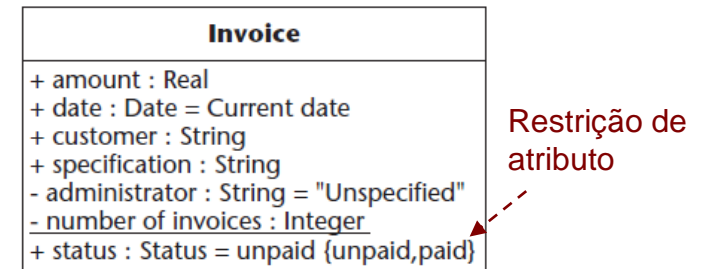 Invoice
+ amount : Real
+ date : Date = Current date
+ customer : String
+ specification : String
- administrator : String = "Unspecified"
- number of invoices : Integer
+ status : Status = unpaid {unpaid,paid}
Restrição de
atributo